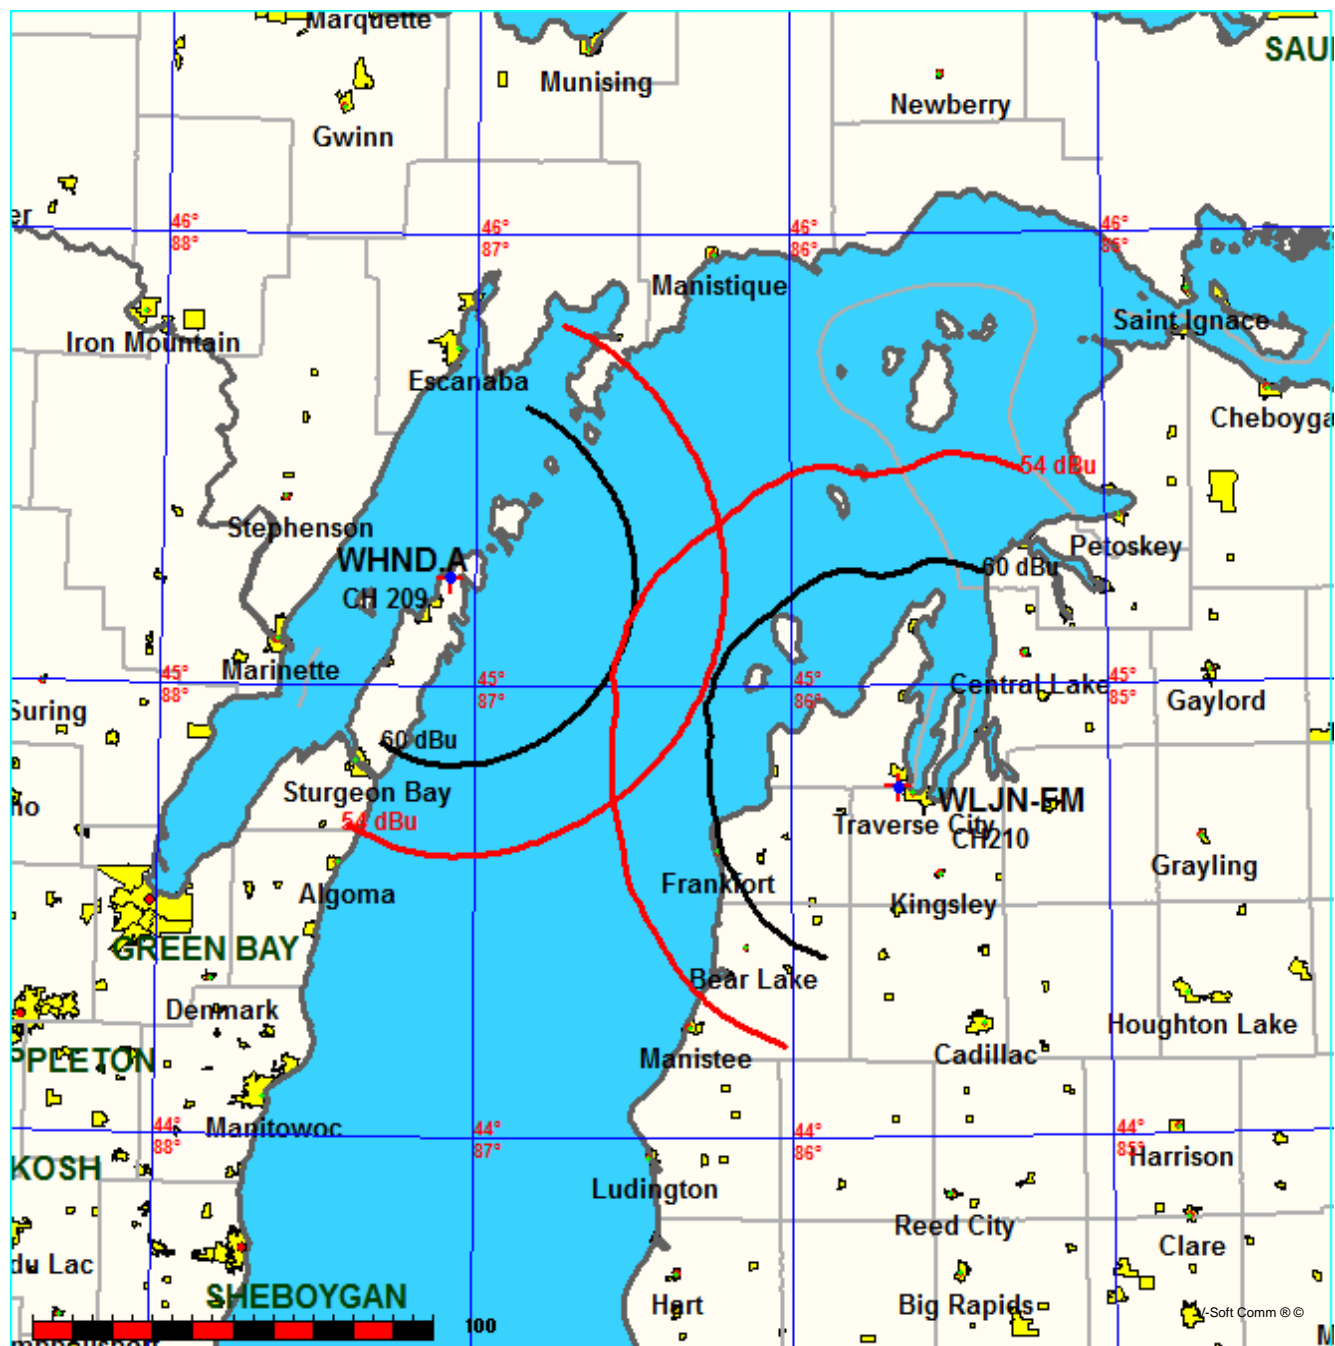 Marquette
SAU
Munising
Newberry
Gwinn
er
46°
88°
46°
87°
46°
86°
46°
85°
Manistique
Saint Ignace
Iron Mountain
Escanaba
Cheboyga
54 dBu
Stephenson
Petoskey
WHND.A
60 dBu
CH 209
Marinette
45°
88°
45°
87°
45°
86°
45°
85°
Central Lake
Gaylord
Suring
60 dBu
Sturgeon Bay
WLJN-FM
ho
54 dBu
Traverse City
CH210
Grayling
Frankfort
Algoma
Kingsley
GREEN BAY
Bear Lake
Denmark
Houghton Lake
PPLETON
Manistee
Cadillac
Manitowoc
44°
88°
44°
87°
44°
86°
44°
85°
Harrison
KOSH
Ludington
Reed City
Clare
du Lac
SHEBOYGAN
Hart
Big Rapids
V-Soft Comm ® ©
100
M